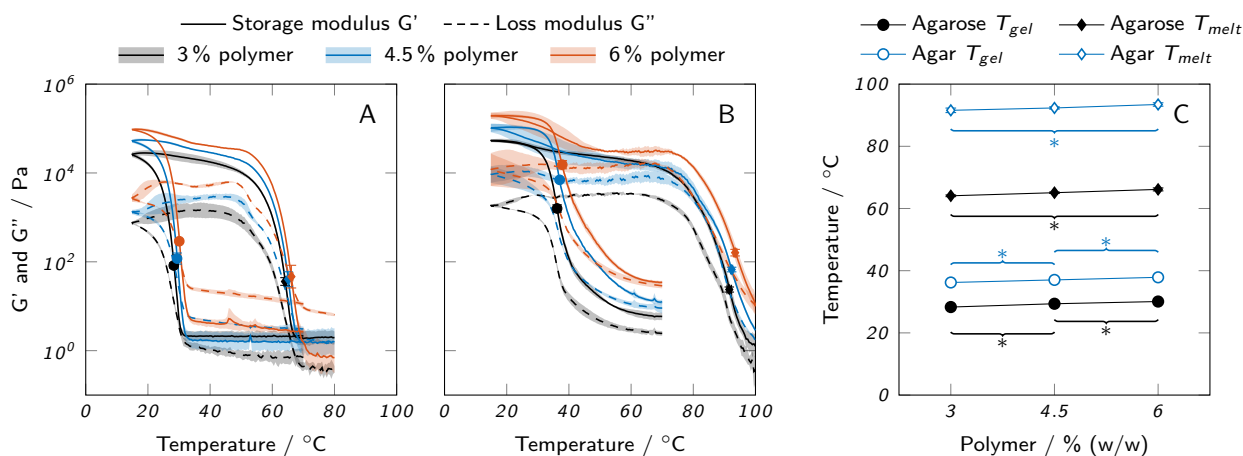 Storage modulus G' Loss modulus G''
3 % polymer 4.5 % polymer 6 % polymer
Agarose T_gel Agarose T_melt
Agar T_gel Agar T_melt
A
B
C
10^6
10^4
10^2
10^0
G' and G'' / Pa
0 20 40 60 80 100
Temperature / °C
0 20 40 60 80 100
Temperature / °C
100
80
60
40
20
0
Temperature / °C
* * * * * *
3 4.5 6
Polymer / % (w/w)